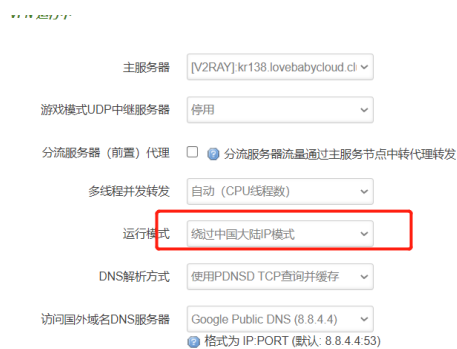 主服务器 [V2RAY]:kr138.lovebabycloud.cl
游戏模式UDP中继服务器 停用
分流服务器（前置）代理 分流服务器流量通过主服务节点中转代理转发
多线程并发转发 自动（CPU线程数）
运行模式 绕过中国大陆IP模式
DNS解析方式 使用PDNSD TCP查询并缓存
访问国外域名DNS服务器 Google Public DNS (8.8.4.4)
格式为 IP:PORT (默认: 8.8.4.4:53)